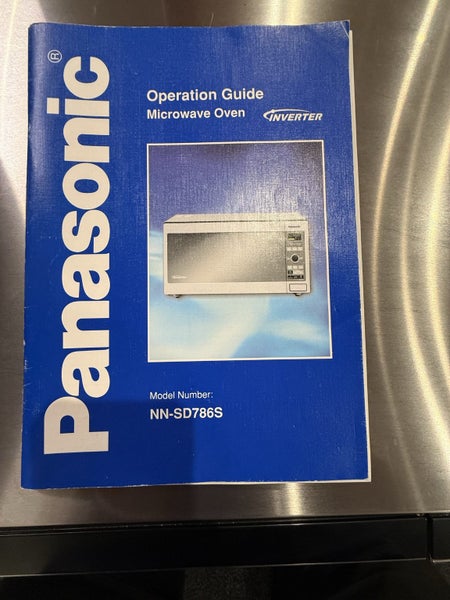 Panasonic®
Operation Guide
Microwave Oven INVERTER
Model Number:
NN-SD786S